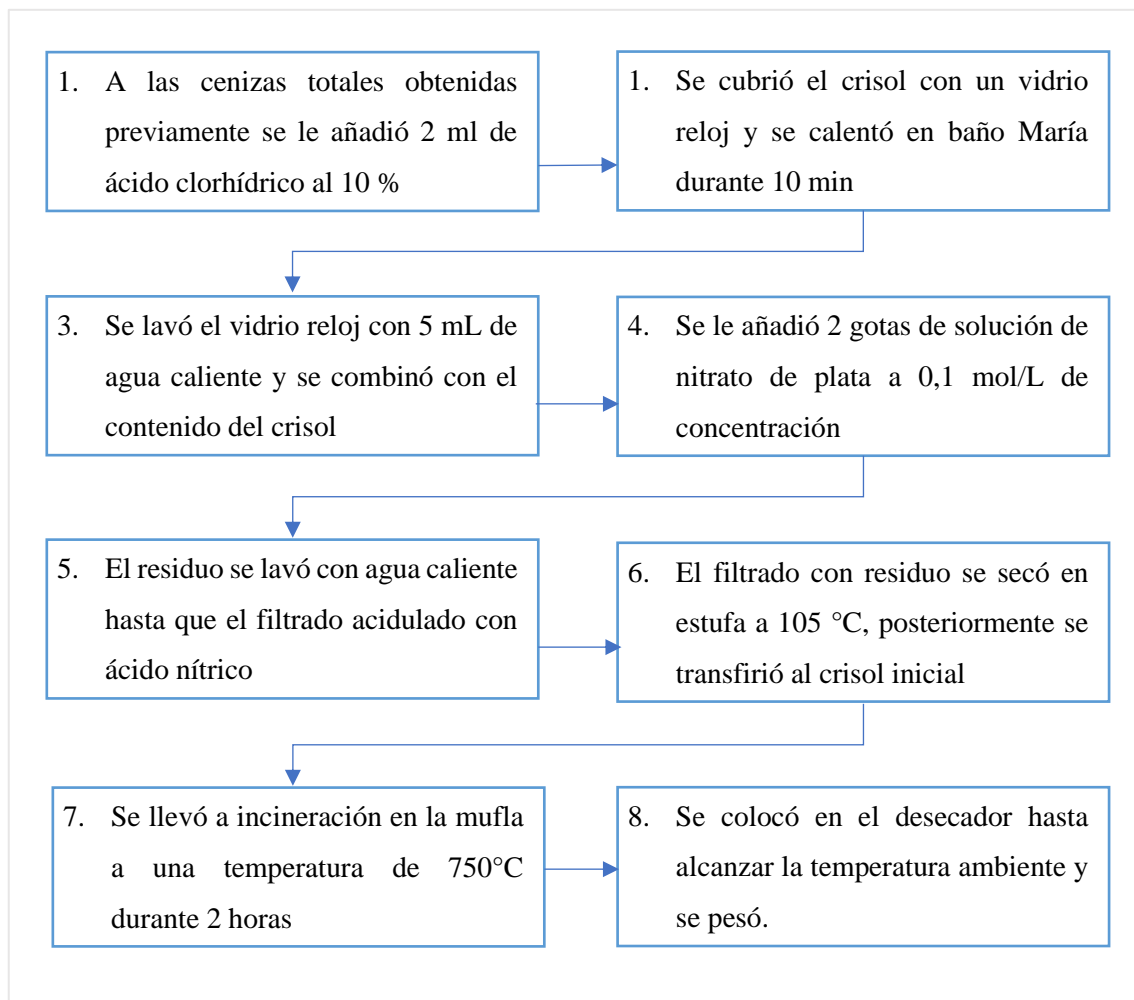 1. A las cenizas totales obtenidas
previamente se le añadió 2 ml de
ácido clorhídrico al 10 %
1. Se cubrió el crisol con un vidrio
reloj y se calentó en baño María
durante 10 min
3. Se lavó el vidrio reloj con 5 mL de
agua caliente y se combinó con el
contenido del crisol
4. Se le añadió 2 gotas de solución de
nitrato de plata a 0,1 mol/L de
concentración
5. El residuo se lavó con agua caliente
hasta que el filtrado acidulado con
ácido nítrico
6. El filtrado con residuo se secó en
estufa a 105 °C, posteriormente se
transfirió al crisol inicial
7. Se llevó a incineración en la mufla
a una temperatura de 750°C
durante 2 horas
8. Se colocó en el desecador hasta
alcanzar la temperatura ambiente y
se pesó.